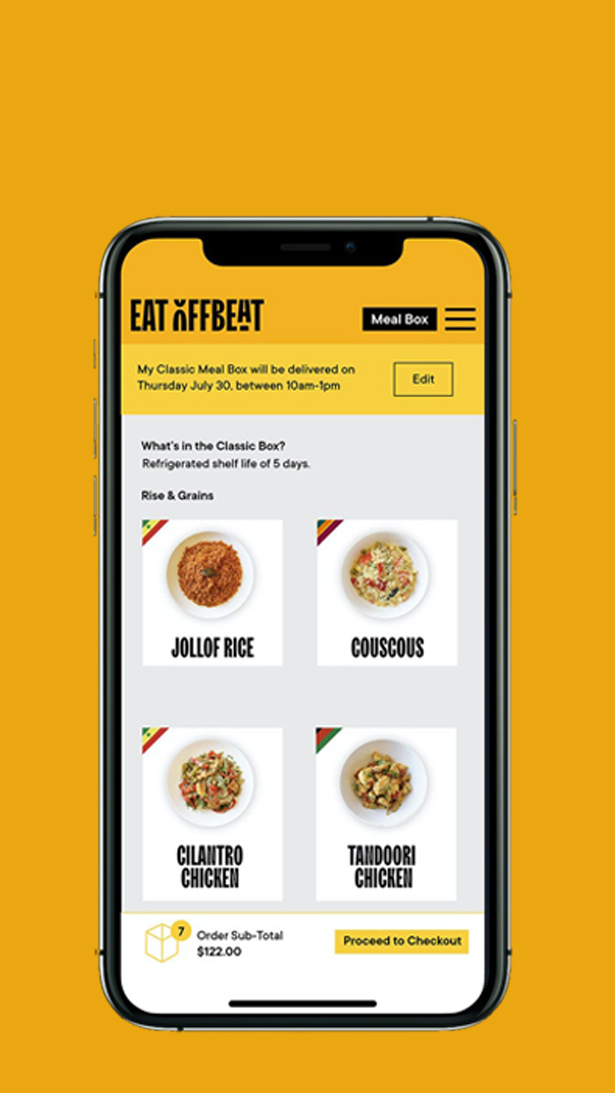 EAT OFFBEAT
Meal Box
My Classic Meal Box will be delivered on
Thursday July 30, between 10am-1pm
Edit
What's in the Classic Box?
Refrigerated shelf life of 5 days.
Rise & Grains
JOLLOF RICE
COUSCOUS
CILANTRO
CHICKEN
TANDOORI
CHICKEN
7
Order Sub-Total
$122.00
Proceed to Checkout